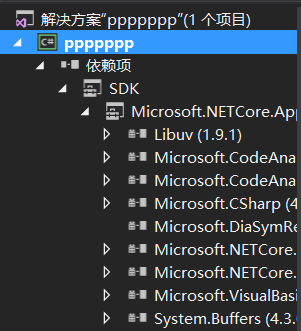 解决方案"ppppppp"(1 个项目)
C# ppppppp
依赖项
SDK
Microsoft.NETCore.Ap
Libuv (1.9.1)
Microsoft.CodeAna
Microsoft.CodeAna
Microsoft.CSharp (4
Microsoft.DiaSymRe
Microsoft.NETCore.
Microsoft.NETCore.
Microsoft.VisualBasi
System.Buffers (4.3.